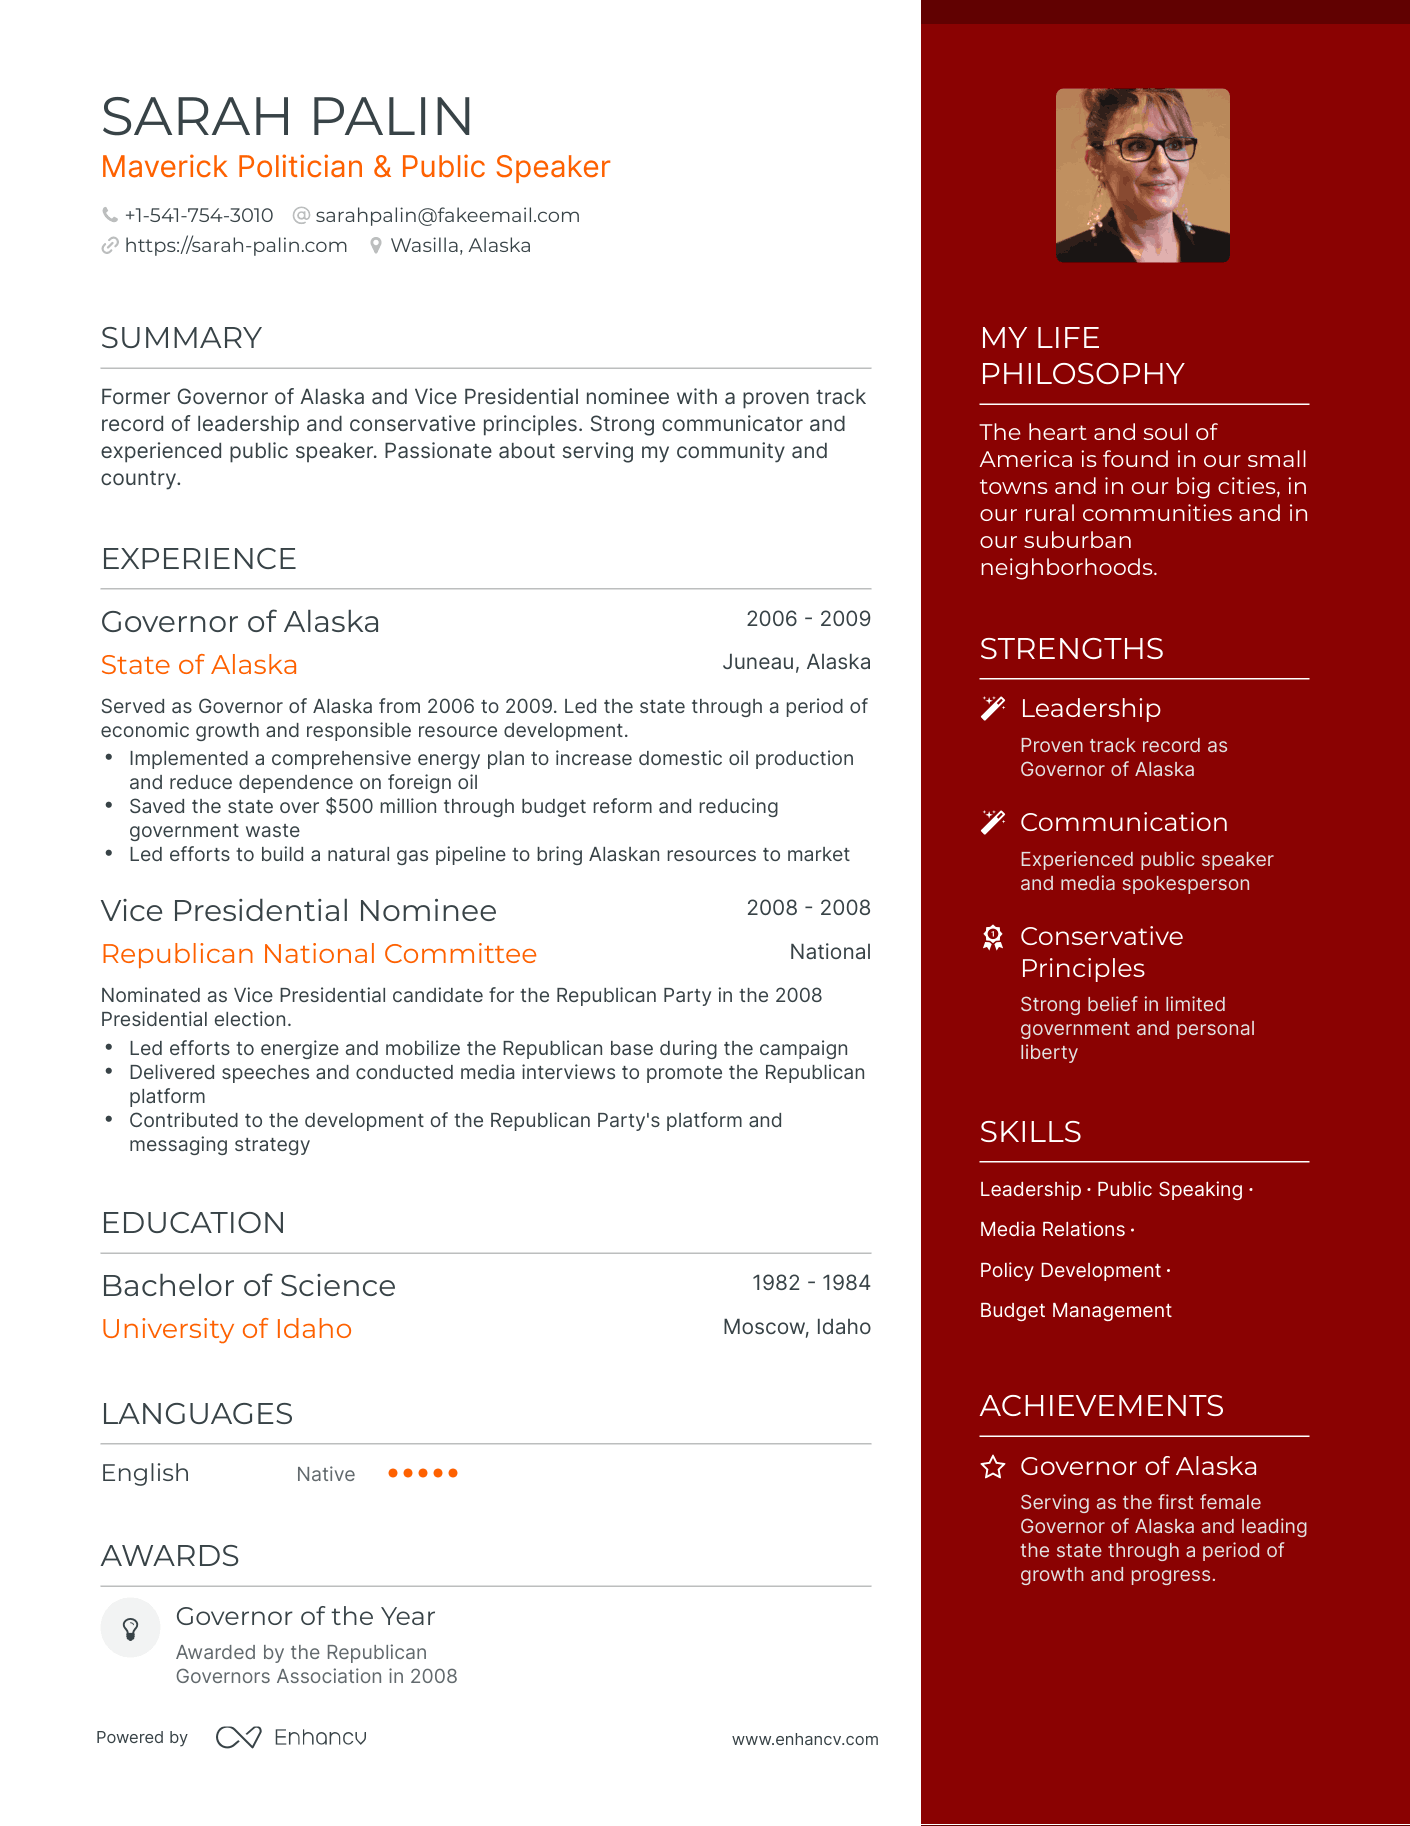 SARAH PALIN
Maverick Politician & Public Speaker
+1-541-754-3010 @ sarahpalin@fakeemail.com
https://sarah-palin.com Wasilla, Alaska
SUMMARY
Former Governor of Alaska and Vice Presidential nominee with a proven track
record of leadership and conservative principles. Strong communicator and
experienced public speaker. Passionate about serving my community and
country.
EXPERIENCE
Governor of Alaska 2006 - 2009
State of Alaska Juneau, Alaska
Served as Governor of Alaska from 2006 to 2009. Led the state through a period of
economic growth and responsible resource development.
• Implemented a comprehensive energy plan to increase domestic oil production
and reduce dependence on foreign oil
• Saved the state over $500 million through budget reform and reducing
government waste
• Led efforts to build a natural gas pipeline to bring Alaskan resources to market
Vice Presidential Nominee 2008 - 2008
Republican National Committee National
Nominated as Vice Presidential candidate for the Republican Party in the 2008
Presidential election.
• Led efforts to energize and mobilize the Republican base during the campaign
• Delivered speeches and conducted media interviews to promote the Republican
platform
• Contributed to the development of the Republican Party's platform and
messaging strategy
EDUCATION
Bachelor of Science 1982 - 1984
University of Idaho Moscow, Idaho
LANGUAGES
English Native
AWARDS
Governor of the Year
Awarded by the Republican
Governors Association in 2008
Powered by Enhancv www.enhancv.com
MY LIFE
PHILOSOPHY
The heart and soul of
America is found in our small
towns and in our big cities, in
our rural communities and in
our suburban
neighborhoods.
STRENGTHS
Leadership
Proven track record as
Governor of Alaska
Communication
Experienced public speaker
and media spokesperson
Conservative
Principles
Strong belief in limited
government and personal
liberty
SKILLS
Leadership · Public Speaking ·
Media Relations ·
Policy Development ·
Budget Management
ACHIEVEMENTS
Governor of Alaska
Serving as the first female
Governor of Alaska and leading
the state through a period of
growth and progress.